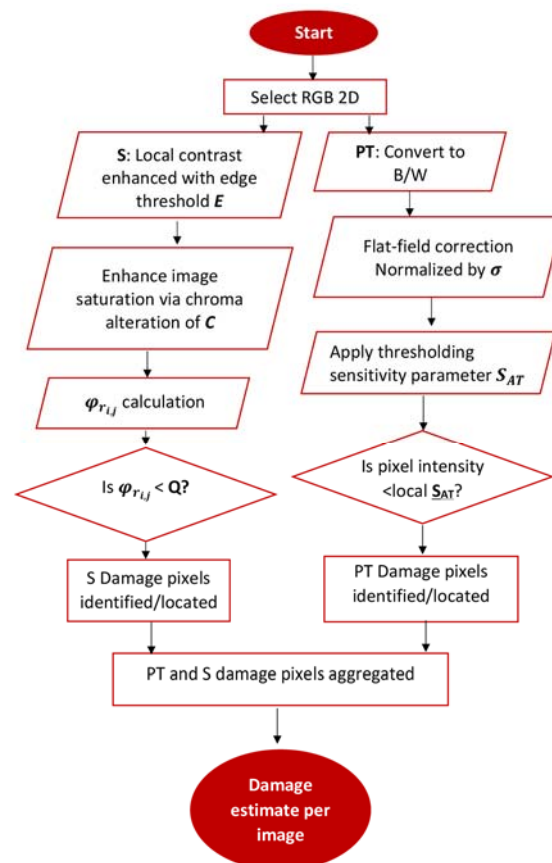 Start
Select RGB 2D
S: Local contrast
enhanced with edge
threshold E
PT: Convert to
B/W
Enhance image
saturation via chroma
alteration of C
Flat-field correction
Normalized by σ
φri,j calculation
Apply thresholding
sensitivity parameter SAT
Is φri,j < Q?
Is pixel intensity
<local SAT?
S Damage pixels
identified/located
PT Damage pixels
identified/located
PT and S damage pixels aggregated
Damage
estimate per
image